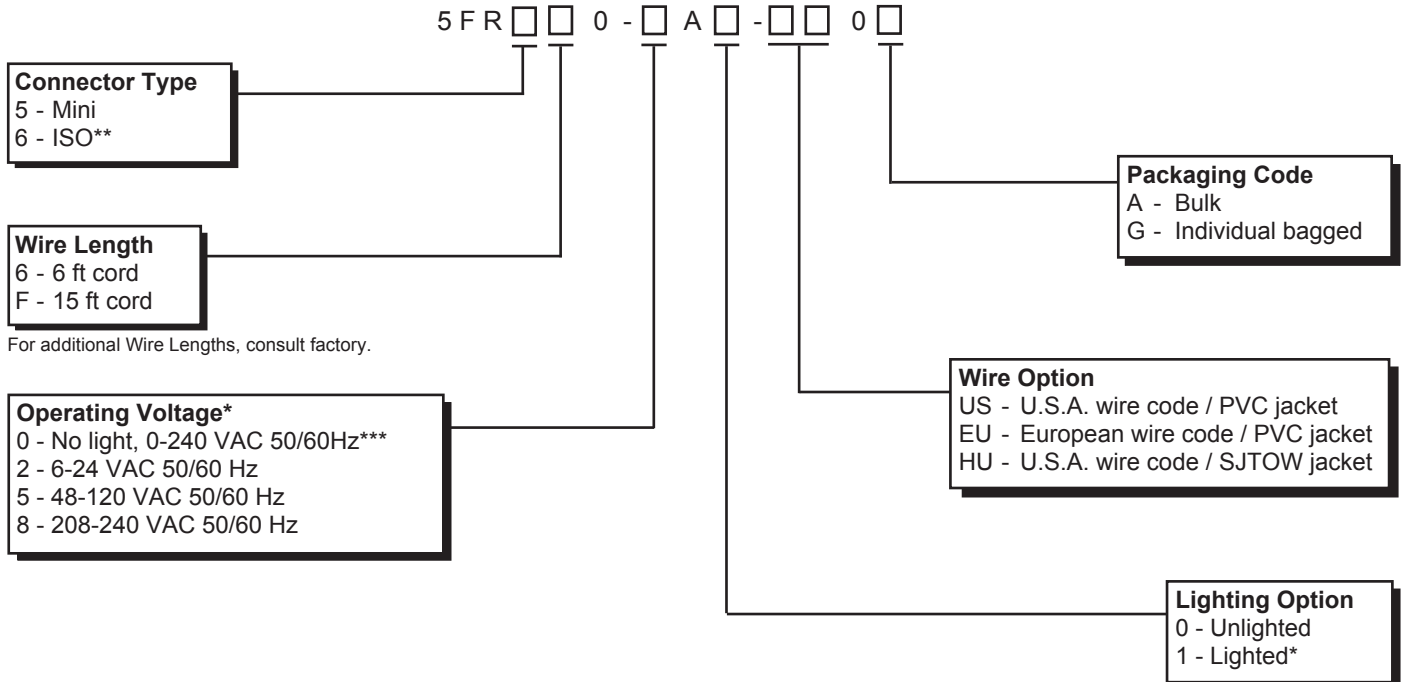 5 F R □ □ 0 - □ A □ - □ □ 0 □
Connector Type
5 - Mini
6 - ISO**
Wire Length
6 - 6 ft cord
F - 15 ft cord
For additional Wire Lengths, consult factory.
Operating Voltage*
0 - No light, 0-240 VAC 50/60Hz***
2 - 6-24 VAC 50/60 Hz
5 - 48-120 VAC 50/60 Hz
8 - 208-240 VAC 50/60 Hz
Packaging Code
A - Bulk
G - Individual bagged
Wire Option
US - U.S.A. wire code / PVC jacket
EU - European wire code / PVC jacket
HU - U.S.A. wire code / SJTOW jacket
Lighting Option
0 - Unlighted
1 - Lighted*